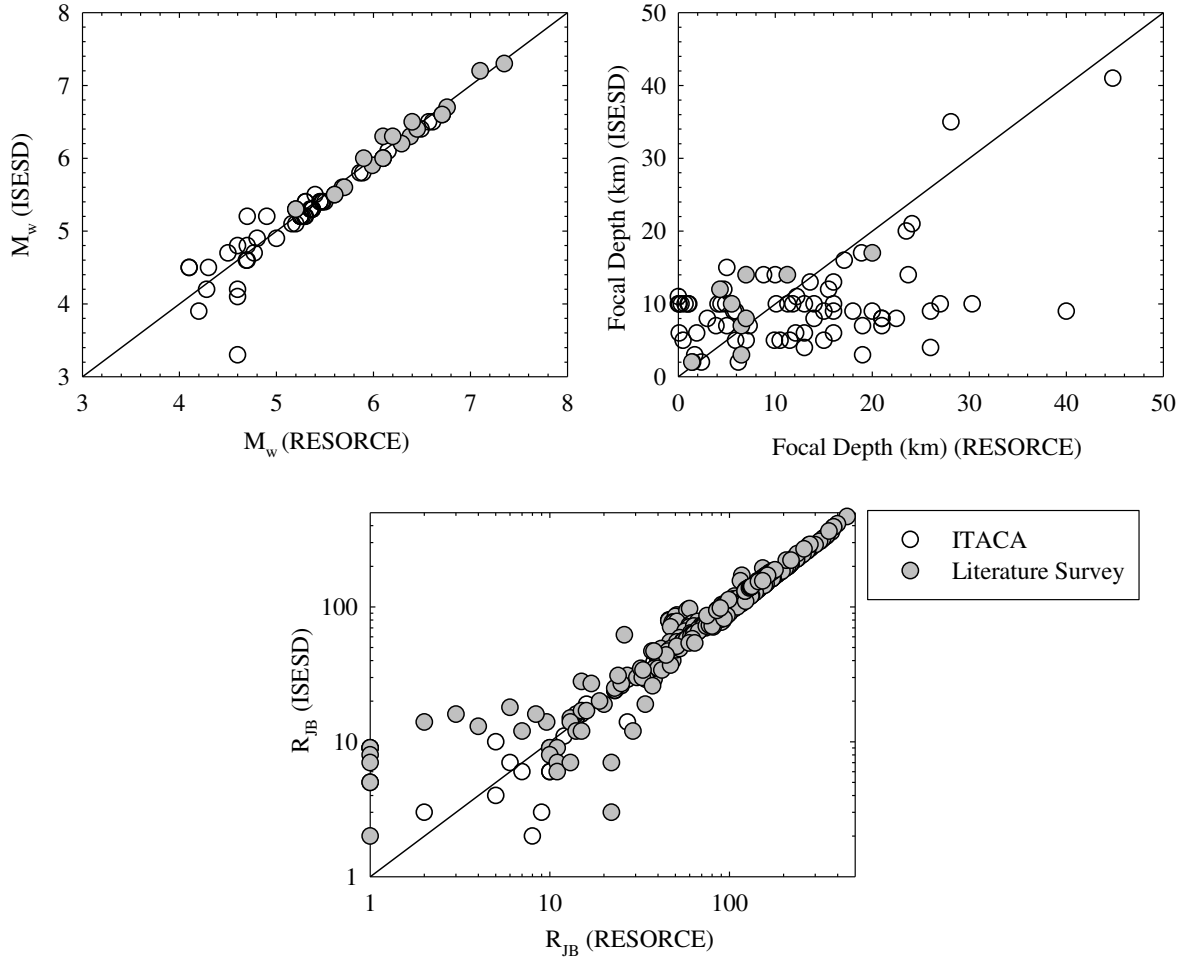 8
7
6
5
4
3
3 4 5 6 7 8
M_w (ISESD)
M_w (RESORCE)
50
40
30
20
10
0
0 10 20 30 40 50
Focal Depth (km) (ISESD)
Focal Depth (km) (RESORCE)
100
10
1
1 10 100
R_JB (ISESD)
R_JB (RESORCE)
ITACA
Literature Survey